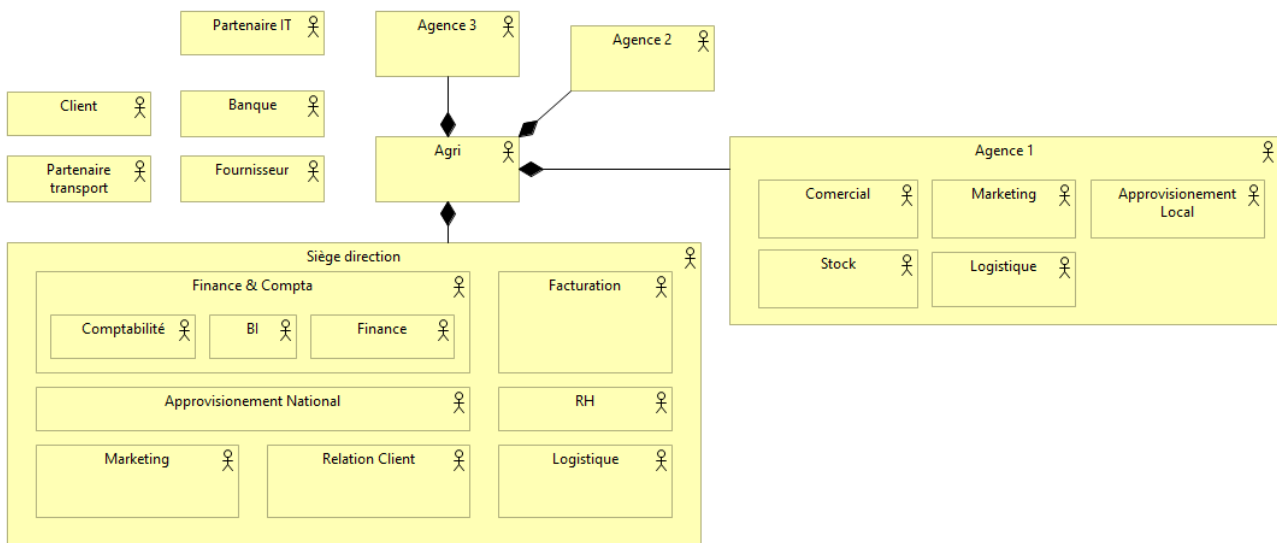 Partenaire IT
Agence 3
Agence 2
Client
Banque
Agri
Agence 1
Partenaire
transport
Fournisseur
Comercial
Marketing
Approvisionement
Local
Stock
Logistique
Siège direction
Finance & Compta
Facturation
Comptabilité
BI
Finance
Approvisionement National
RH
Marketing
Relation Client
Logistique